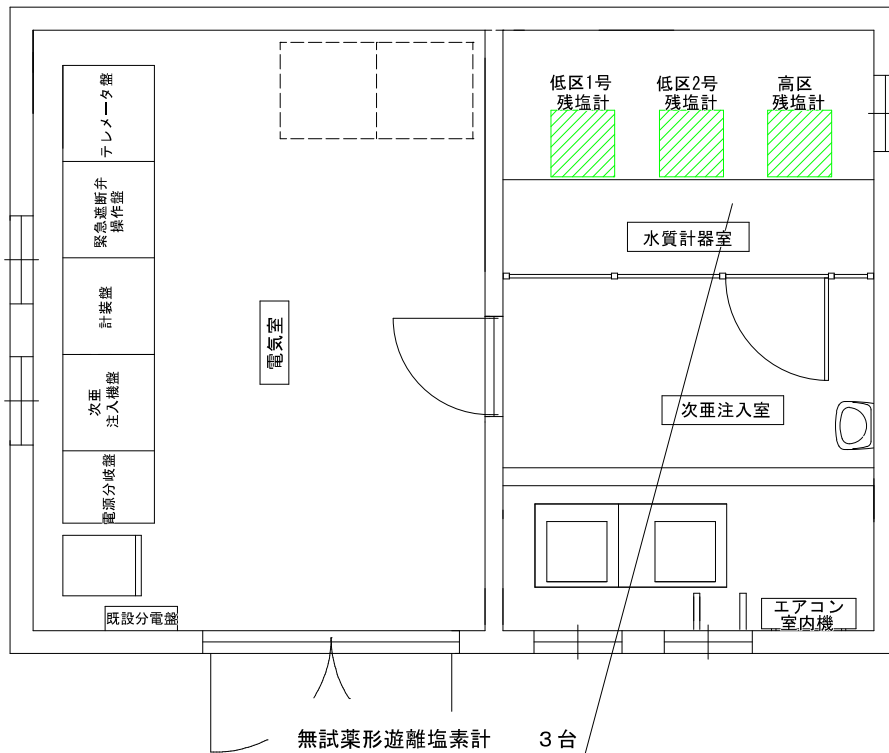 テレメータ盤
緊急遮断弁
操作盤
計装盤
次亜
注入機盤
電源分岐盤
既設分電盤
電気室
低区1号
残塩計
低区2号
残塩計
高区
残塩計
水質計器室
次亜注入室
エアコン
室内機
無試薬形遊離塩素計 3台